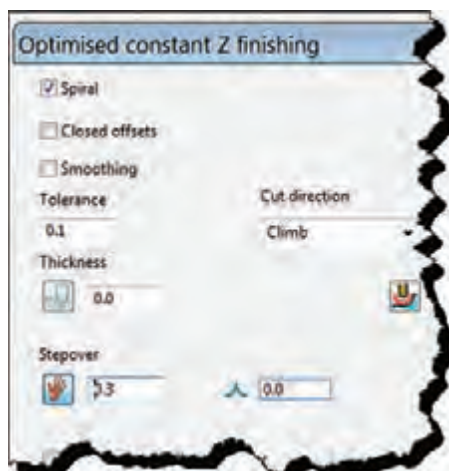 Optimised constant Z finishing
Spiral
Closed offsets
Smoothing
Tolerance Cut direction
0.1 Climb
Thickness
0.0
Stepover
0.0